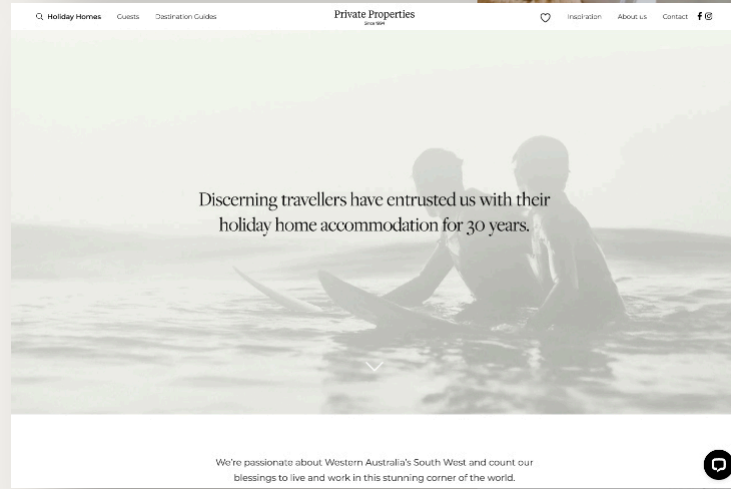 Holiday Homes Guests Destination Guides Private Properties Inspiration About us Contact
Since 1994
Discerning travellers have entrusted us with their
holiday home accommodation for 30 years.
We're passionate about Western Australia's South West and count our
blessings to live and work in this stunning corner of the world.